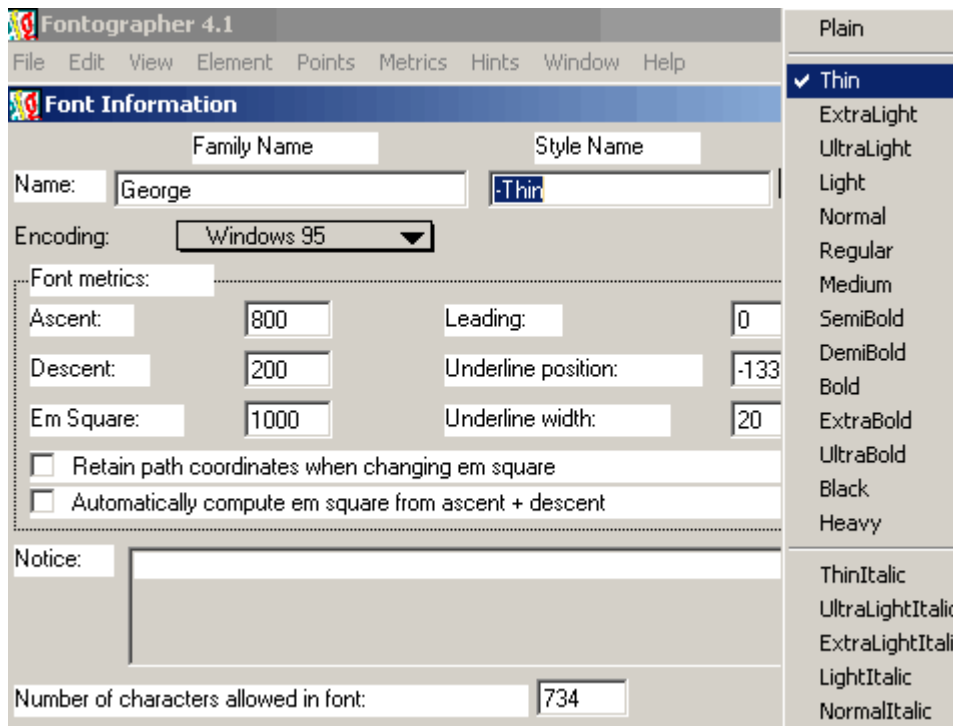 Fontographer 4.1
File Edit View Element Points Metrics Hints Window Help
Font Information
Family Name Style Name
Name: George -Thin
Encoding: Windows 95
Font metrics:
Ascent: 800 Leading: 0
Descent: 200 Underline position: -133
Em Square: 1000 Underline width: 20
Retain path coordinates when changing em square
Automatically compute em square from ascent + descent
Notice:
Number of characters allowed in font: 734
Plain
Thin
ExtraLight
UltraLight
Light
Normal
Regular
Medium
SemiBold
DemiBold
Bold
ExtraBold
UltraBold
Black
Heavy
ThinItalic
UltraLightItalic
ExtraLightItali
LightItalic
NormalItalic